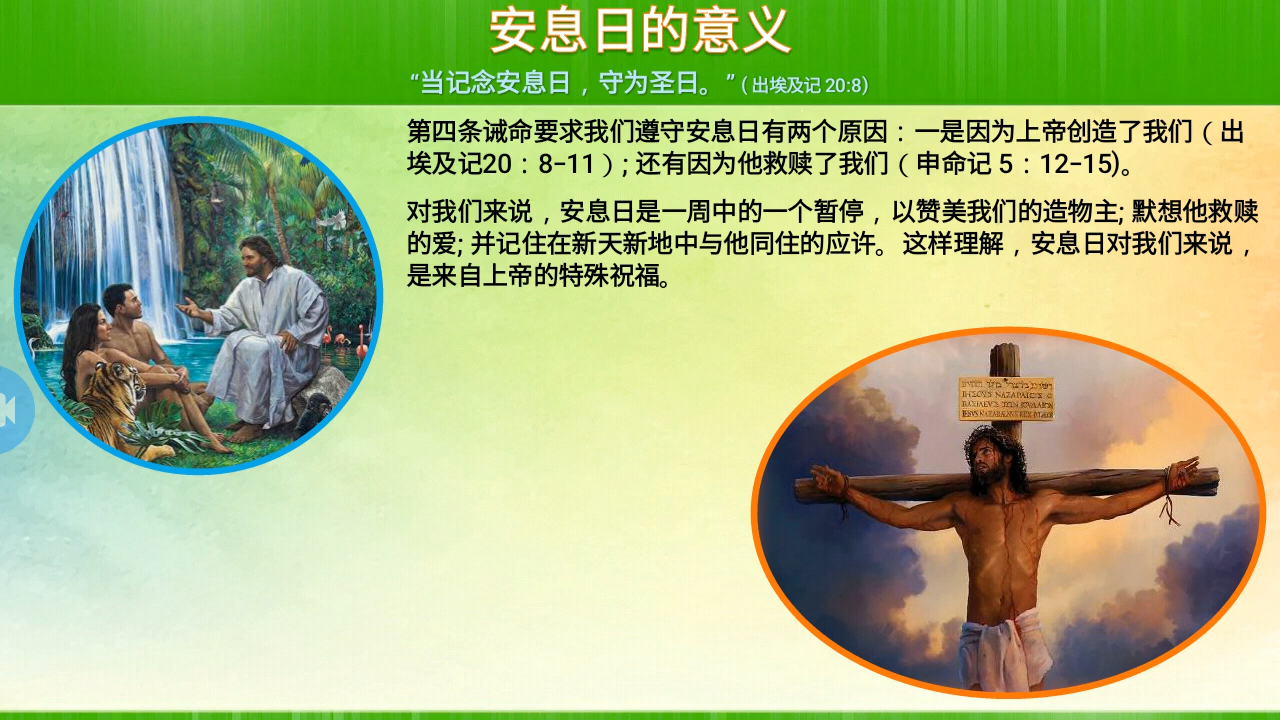 安息日的意义
“当记念安息日，守为圣日。” ( 出埃及记 20:8)
第四条诫命要求我们遵守安息日有两个原因：一是因为上帝创造了我们（出
埃及记20：8-11）; 还有因为他救赎了我们（申命记 5：12-15)。
对我们来说，安息日是一周中的一个暂停，以赞美我们的造物主; 默想他救赎
的爱; 并记住在新天新地中与他同住的应许。 这样理解，安息日对我们来说，
是来自上帝的特殊祝福。